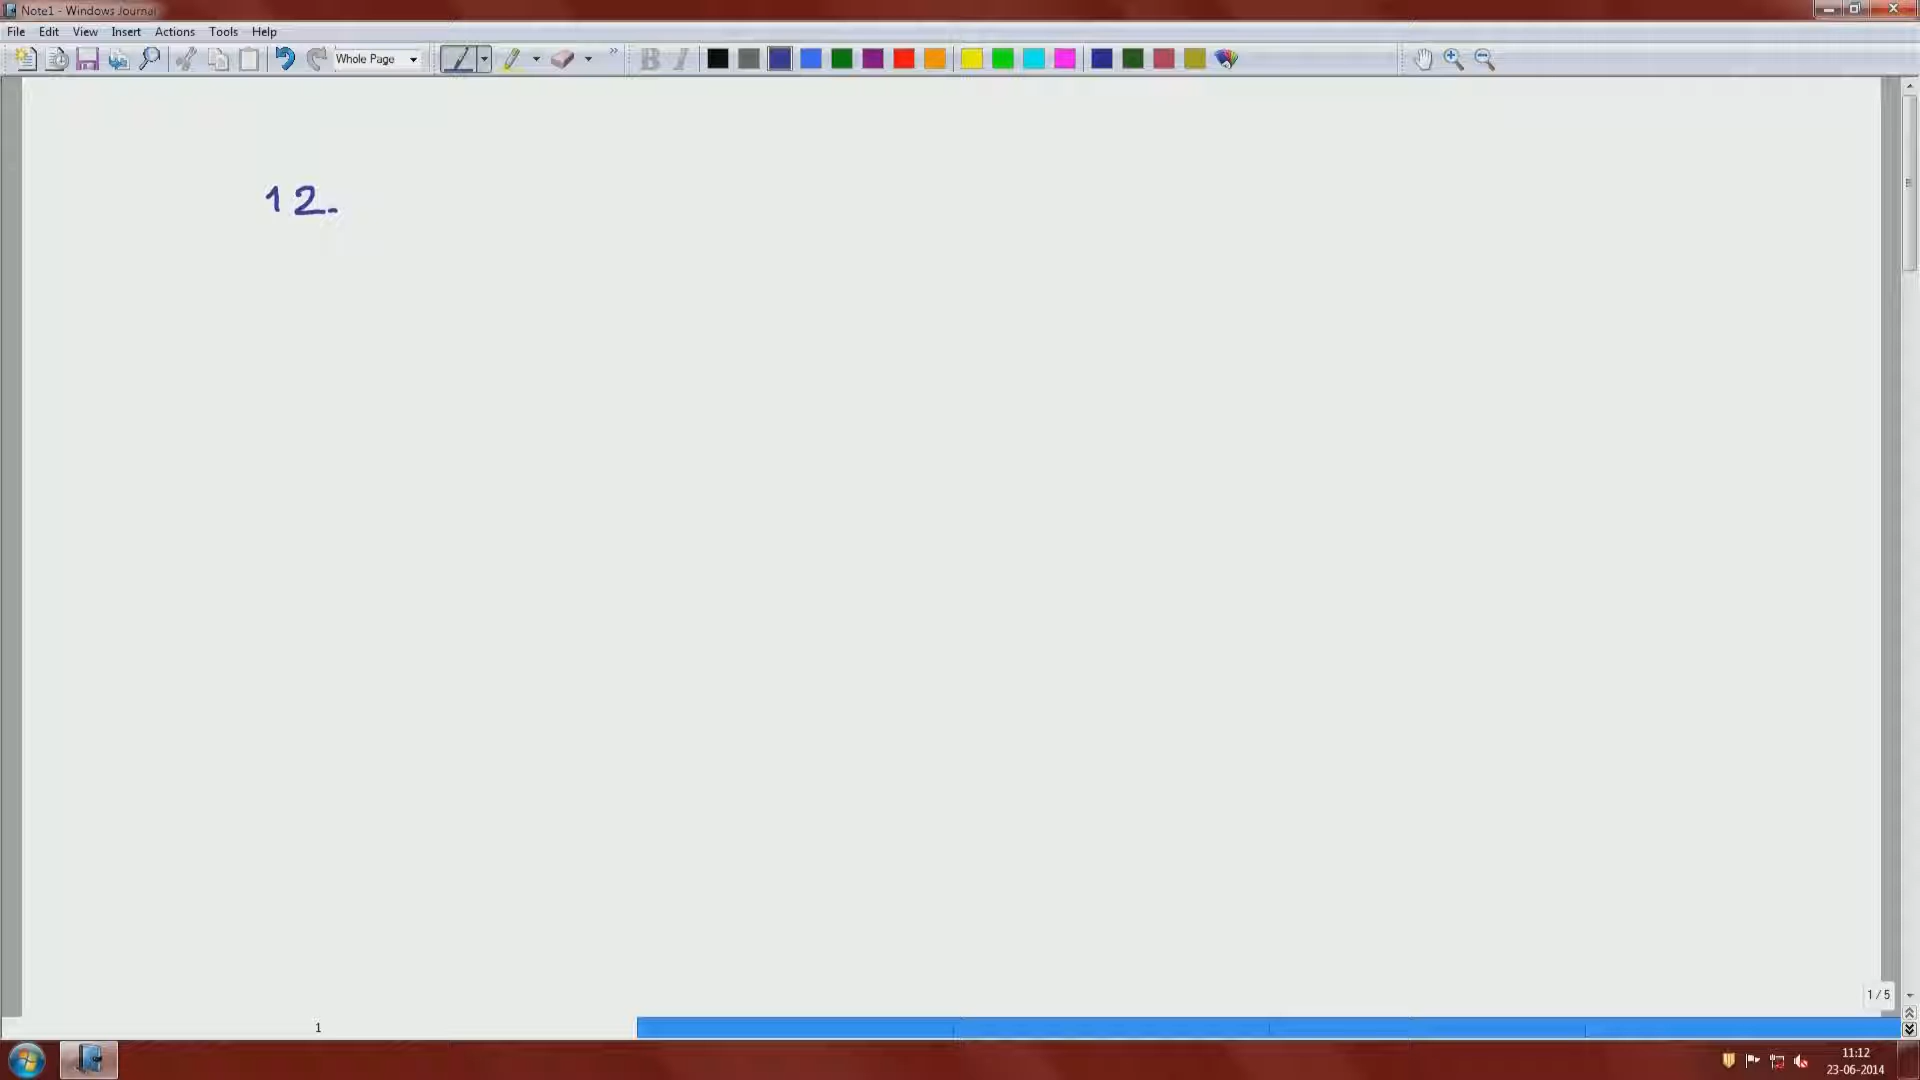 Note1 - Windows Journal
File Edit View Insert Actions Tools Help
Whole Page
B I
12.
1 / 5
1
11:12
23-06-2014